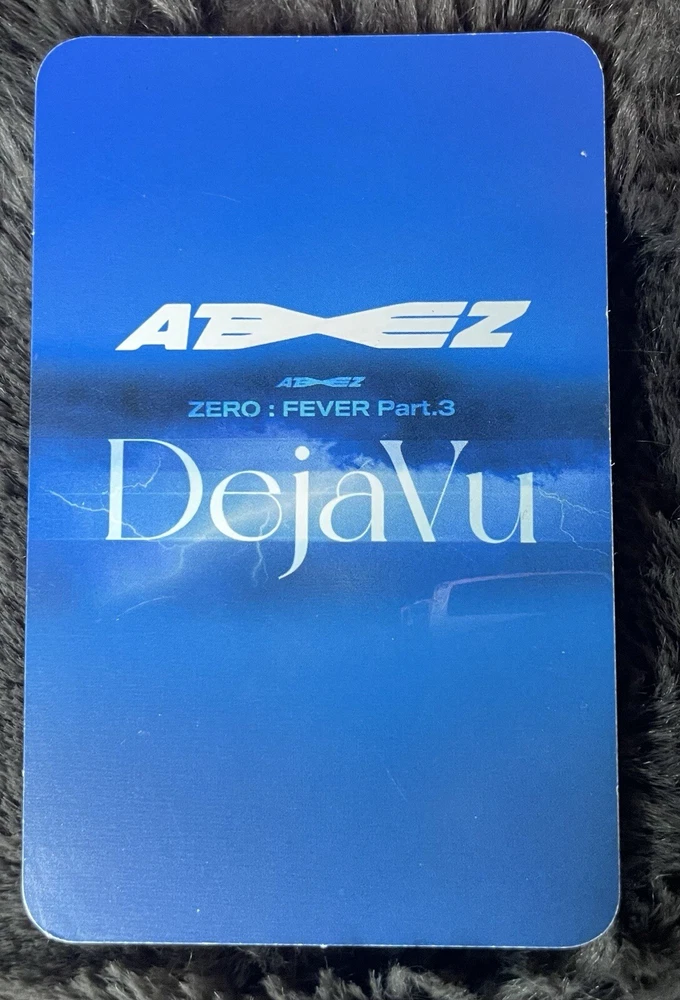 ATEEZ
ATEEZ
ZERO : FEVER Part.3
DejaVu